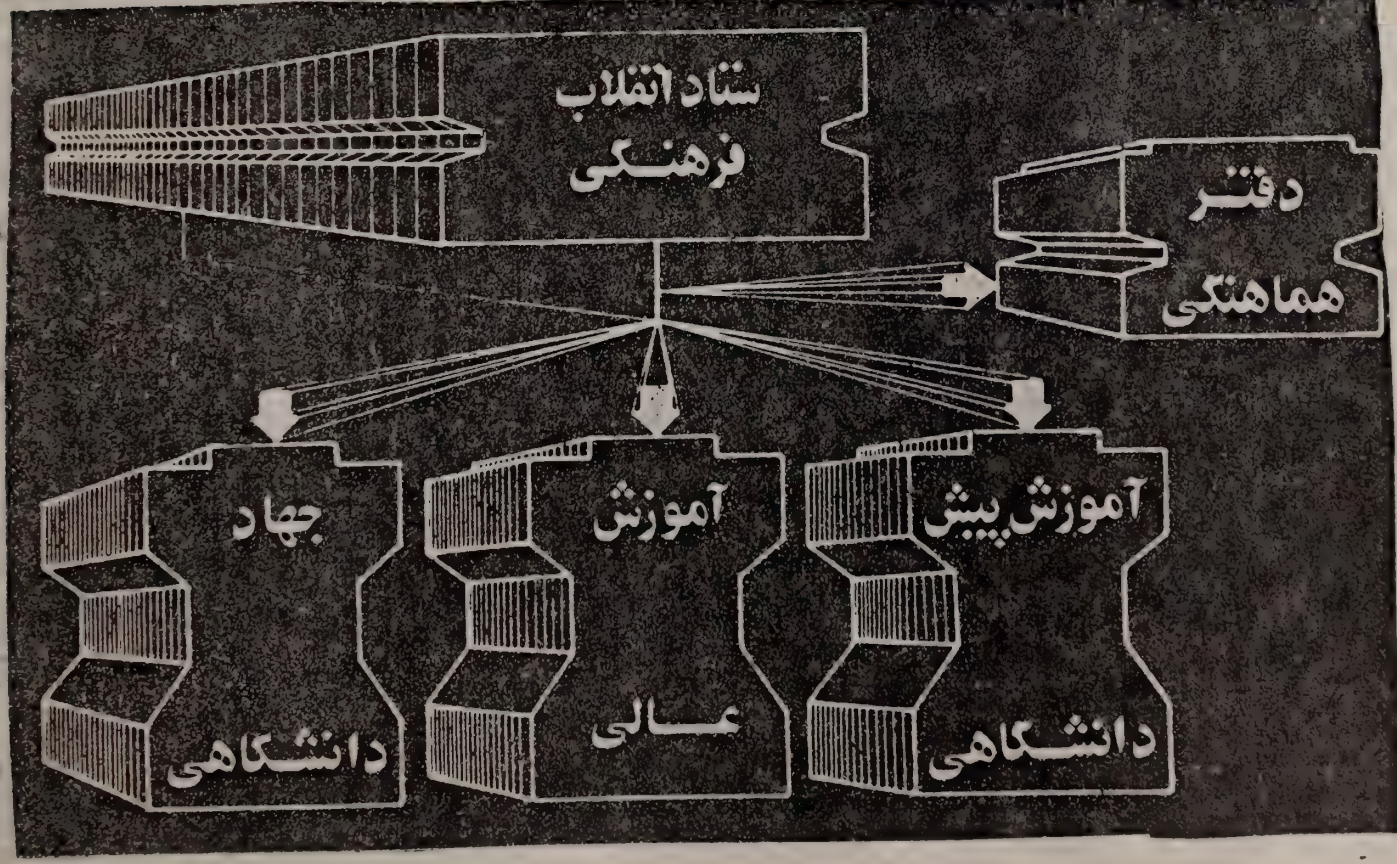 ستاد انقلاب
فرهنگی
دفتر
هماهنگی
آموزش پیش
دانشگاهی
آموزش
عالی
جهاد
دانشگاهی